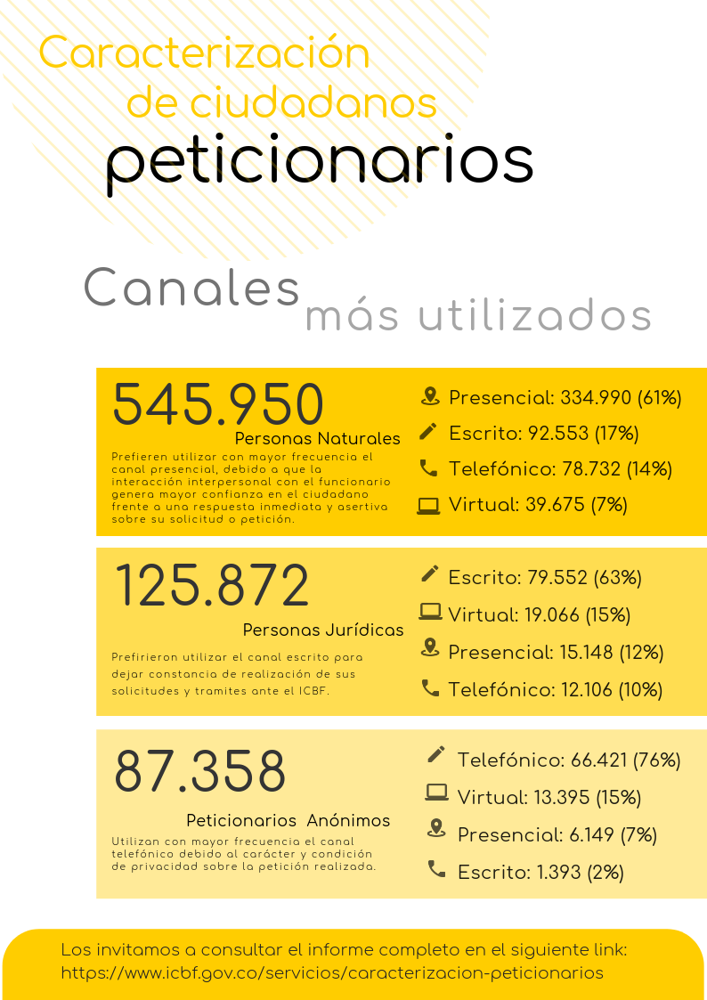 Caracterización
de ciudadanos
peticionarios
Canales
más utilizados
545.950
Personas Naturales
Prefieren utilizar con mayor frecuencia el
canal presencial, debido a que la
interacción interpersonal con el funcionario
genera mayor confianza en el ciudadano
frente a una respuesta inmediata y asertiva
sobre su solicitud o petición.
Presencial: 334.990 (61%)
Escrito: 92.553 (17%)
Telefónico: 78.732 (14%)
Virtual: 39.675 (7%)
125.872
Personas Jurídicas
Prefirieron utilizar el canal escrito para
dejar constancia de realización de sus
solicitudes y tramites ante el ICBF.
Escrito: 79.552 (63%)
Virtual: 19.066 (15%)
Presencial: 15.148 (12%)
Telefónico: 12.106 (10%)
87.358
Peticionarios Anónimos
Utilizan con mayor frecuencia el canal
telefónico debido al carácter y condición
de privacidad sobre la petición realizada.
Telefónico: 66.421 (76%)
Virtual: 13.395 (15%)
Presencial: 6.149 (7%)
Escrito: 1.393 (2%)
Los invitamos a consultar el informe completo en el siguiente link:
https://www.icbf.gov.co/servicios/caracterizacion-peticionarios